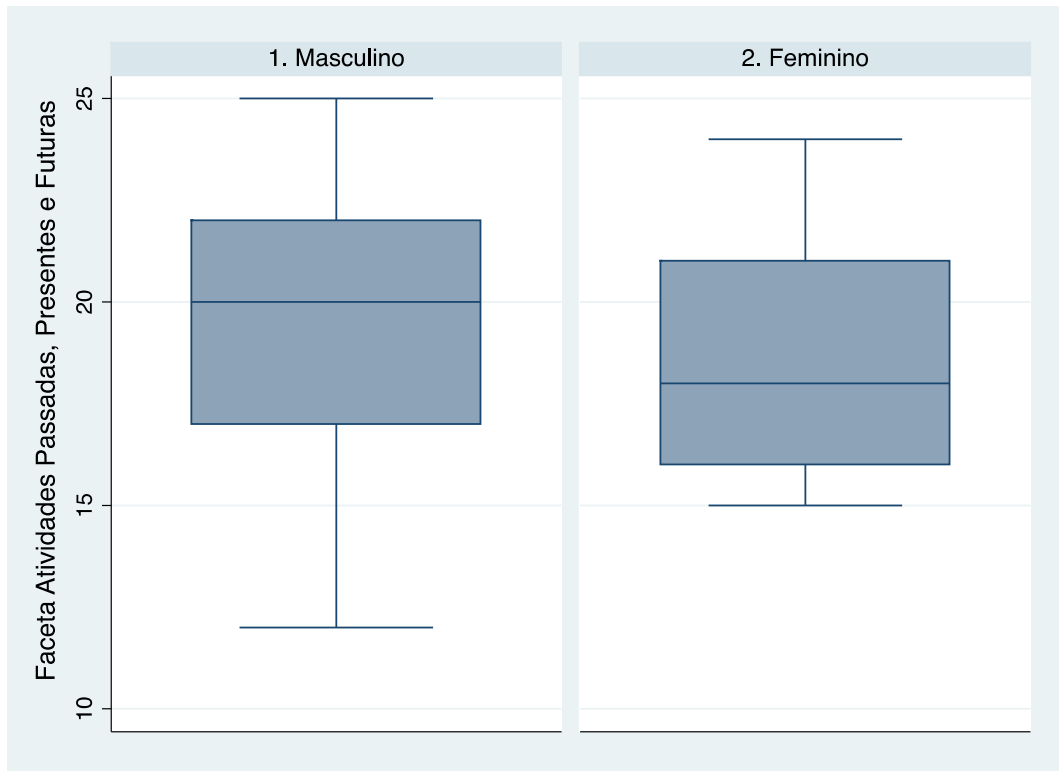 1. Masculino
2. Feminino
Faceta Atividades Passadas, Presentes e Futuras
25
20
15
10